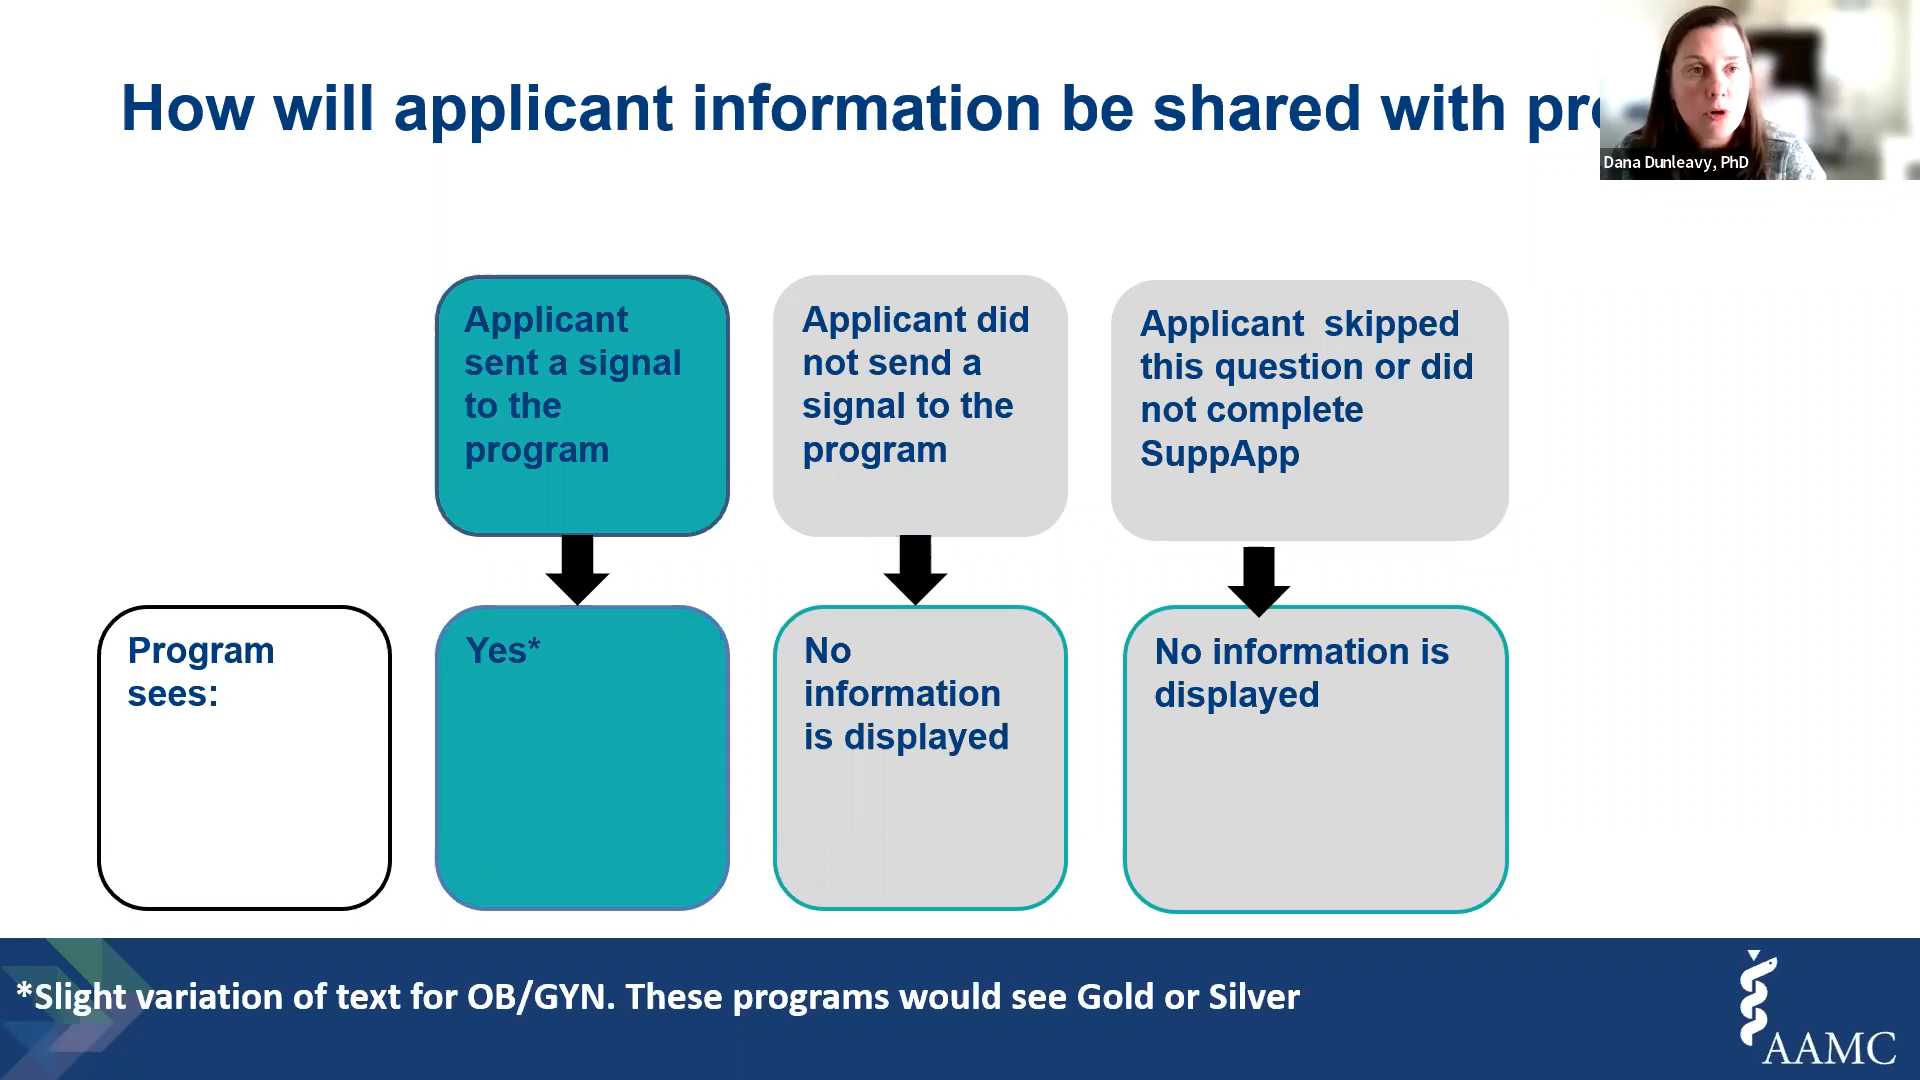 How will applicant information be shared with
Dana Dunleavy, PhD
Applicant
sent a signal
to the
program
Applicant did
not send a
signal to the
program
Applicant skipped
this question or did
not complete
SuppApp
Program
sees:
Yes*
No
information
is displayed
No information is
displayed
*Slight variation of text for OB/GYN. These programs would see Gold or Silver
AAMC